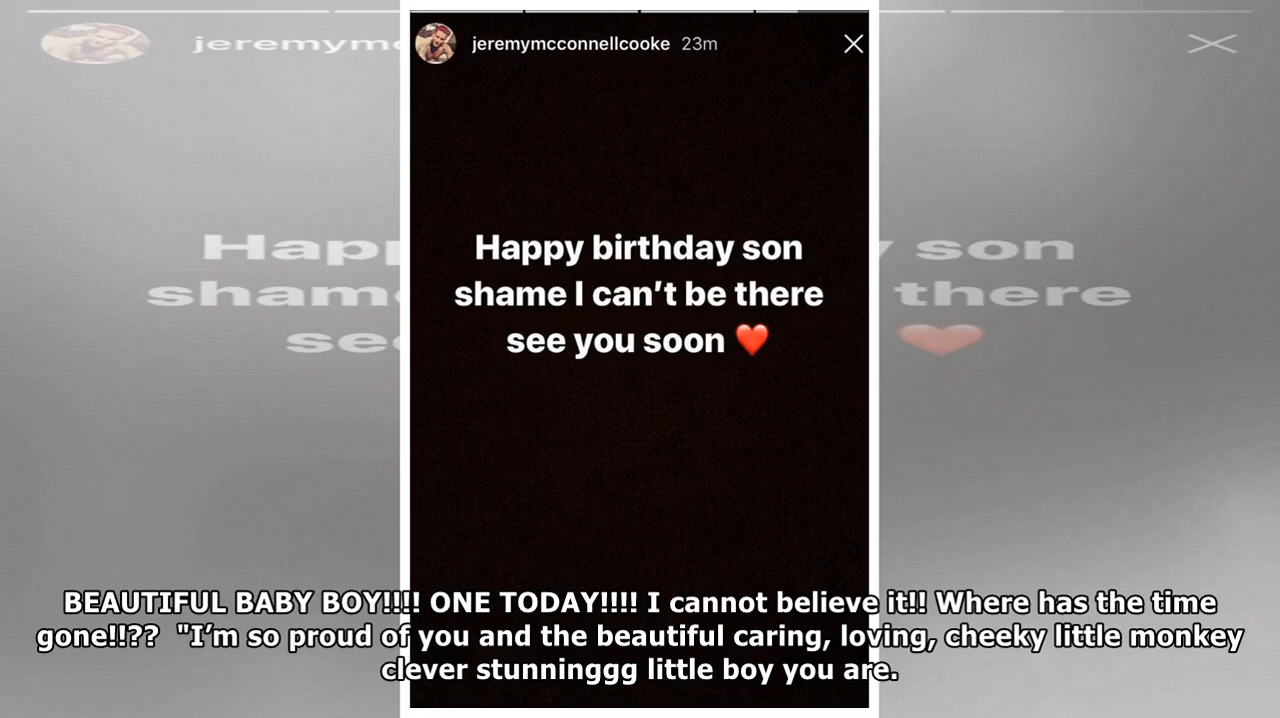 jeremymcconnellcooke 23m
Happy birthday son
shame I can’t be there
see you soon ❤️
BEAUTIFUL BABY BOY!!!! ONE TODAY!!!! I cannot believe it!! Where has the time
gone!!?? "I’m so proud of you and the beautiful caring, loving, cheeky little monkey
clever stunninggg little boy you are.